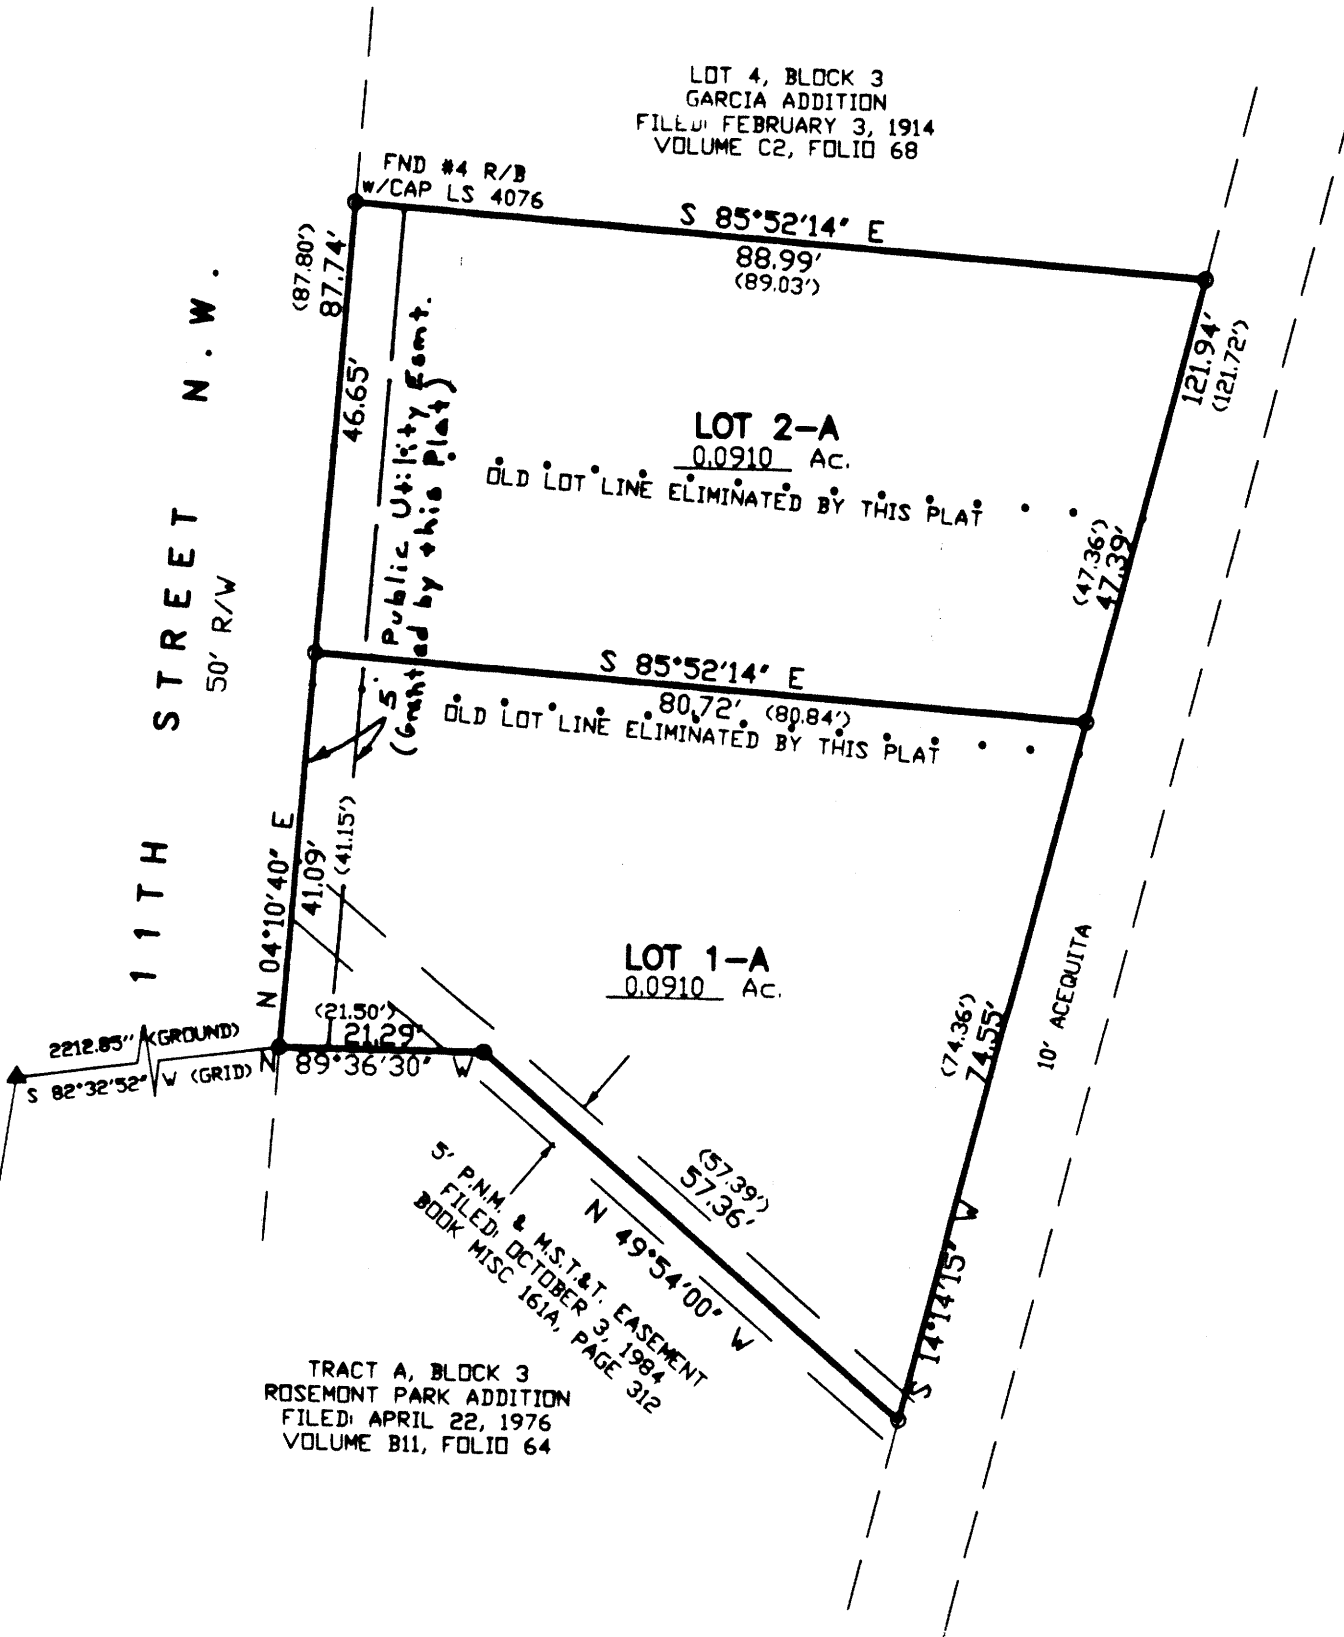 LOT 4, BLOCK 3
GARCIA ADDITION
FILED: FEBRUARY 3, 1914
VOLUME C2, FOLIO 68
FND #4 R/B
W/CAP LS 4076
S 85°52'14" E
88.99'
(89.03')
(87.80')
87.74'
46.65'
121.94'
(121.72')
LOT 2-A
0.0910 Ac.
OLD LOT LINE ELIMINATED BY THIS PLAT
(47.36')
47.39'
5' Public Utility Esmt.
(Granted by this Plat)
11TH STREET N.W.
50' R/W
S 85°52'14" E
80.72' (80.84')
OLD LOT LINE ELIMINATED BY THIS PLAT
N 04°10'40" E
41.09'
(41.15')
LOT 1-A
0.0910 Ac.
(74.36')
74.55'
10' ACEQUITA
(21.50')
21.29'
N 89°36'30" W
2212.85" (GROUND)
S 82°32'52" W (GRID)
(57.39')
57.36'
N 49°54'00" W
S 14°14'15" W
5' P.N.M. & M.S.T.&T. EASEMENT
FILED: OCTOBER 3, 1984
BOOK MISC 161A, PAGE 312
TRACT A, BLOCK 3
ROSEMONT PARK ADDITION
FILED: APRIL 22, 1976
VOLUME B11, FOLIO 64